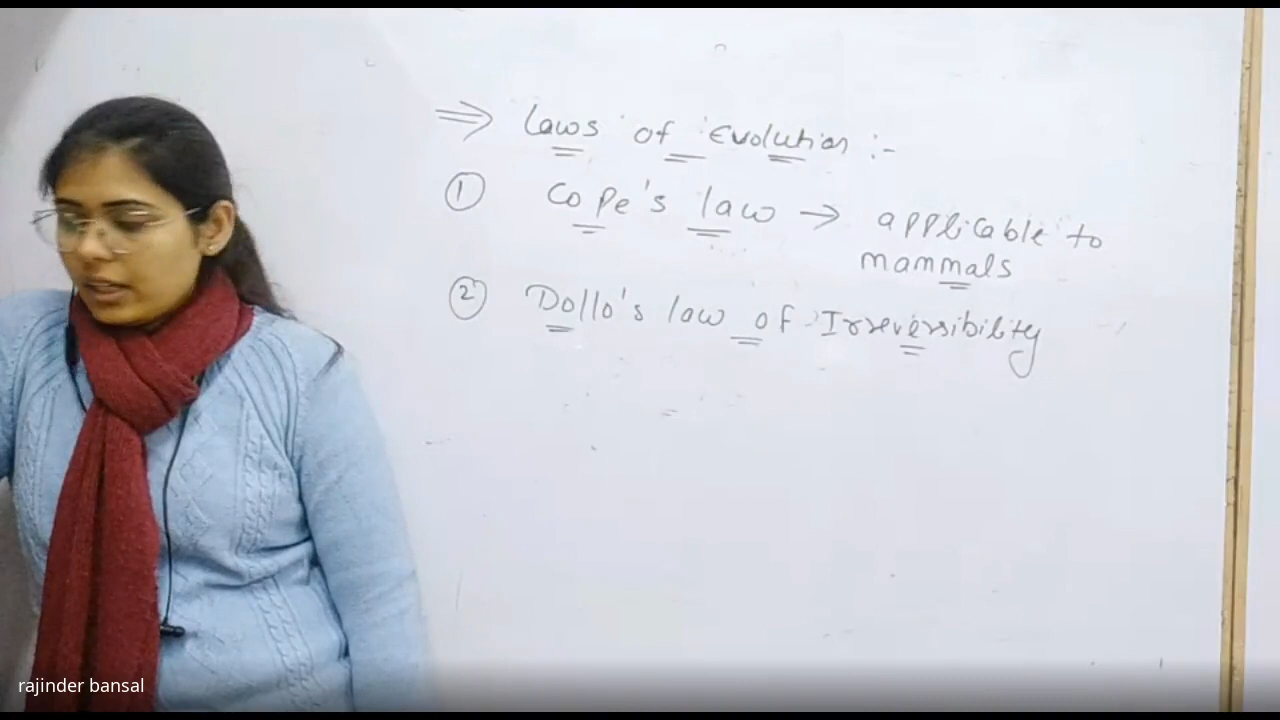 ⇒ Laws of Evolution :-
① Cope's law → applicable to
mammals
② Dollo's law of Irreversibility
rajinder bansal